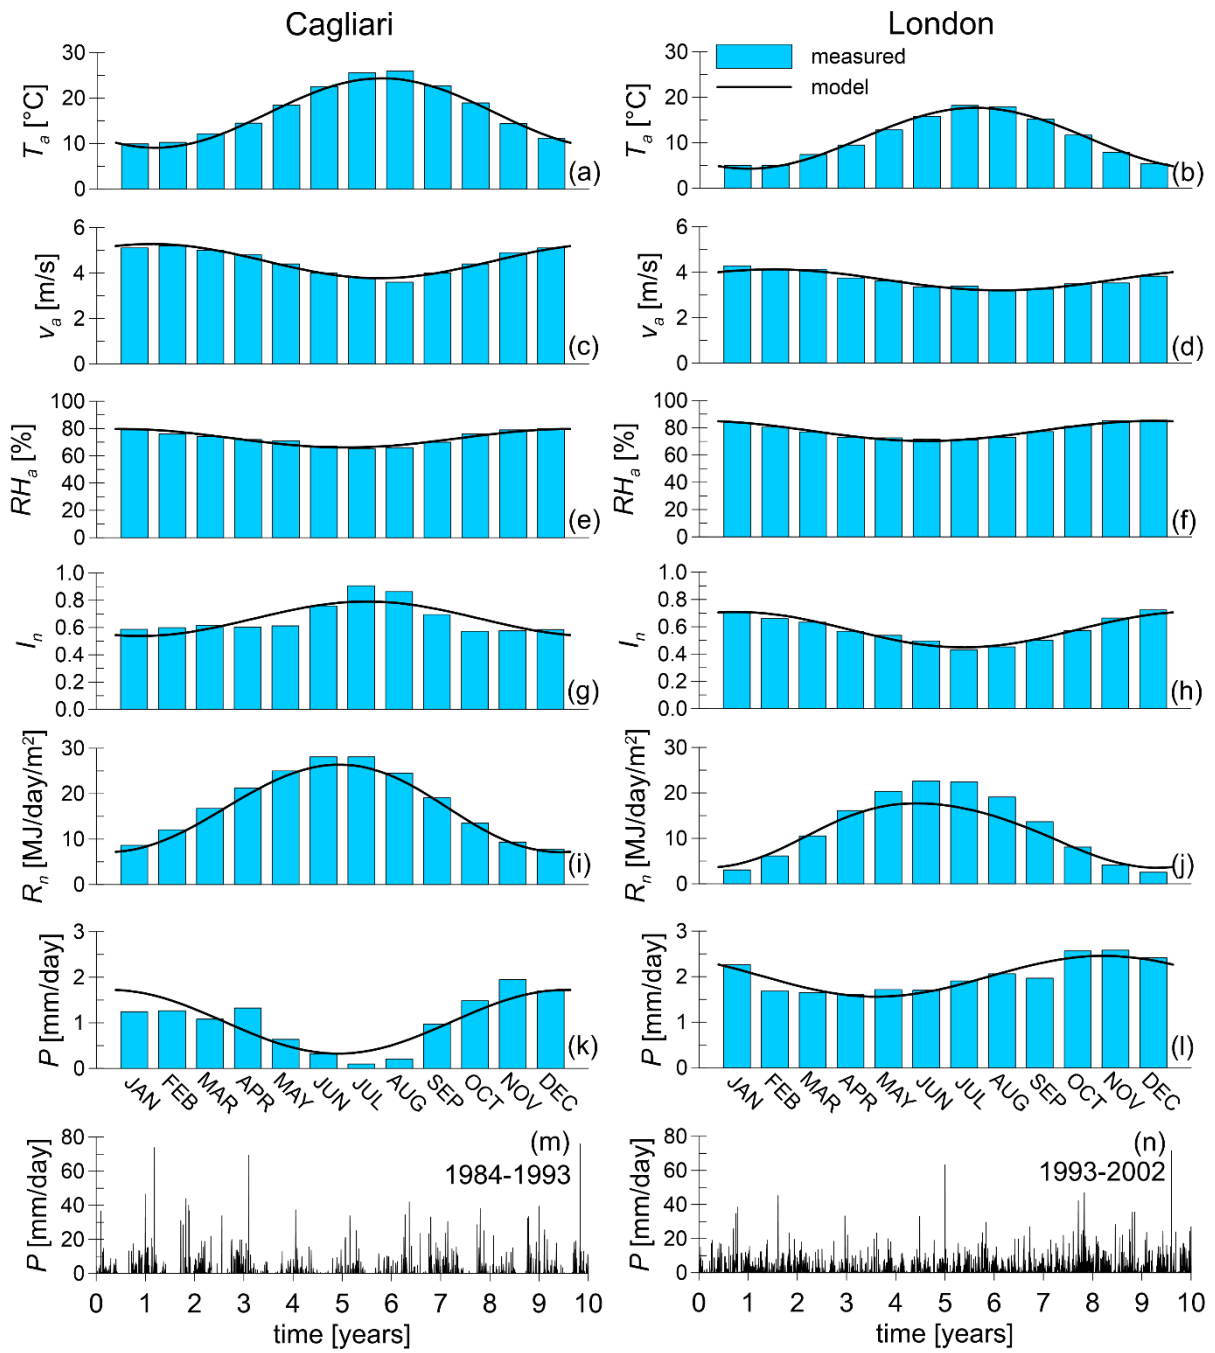 Cagliari
London
30
20
10
0
T_a [°C]
(a)
30
20
10
0
T_a [°C]
measured
model
(b)
6
4
2
0
v_a [m/s]
(c)
6
4
2
0
v_a [m/s]
(d)
100
80
60
40
20
0
RH_a [%]
(e)
100
80
60
40
20
0
RH_a [%]
(f)
1.0
0.8
0.6
0.4
0.2
0.0
I_n
(g)
1.0
0.8
0.6
0.4
0.2
0.0
I_n
(h)
30
20
10
0
R_n [MJ/day/m²]
(i)
30
20
10
0
R_n [MJ/day/m²]
(j)
3
2
1
0
P [mm/day]
(k)
JAN FEB MAR APR MAY JUN JUL AUG SEP OCT NOV DEC
3
2
1
0
P [mm/day]
(l)
JAN FEB MAR APR MAY JUN JUL AUG SEP OCT NOV DEC
80
60
40
20
0
P [mm/day]
(m)
1984-1993
0 1 2 3 4 5 6 7 8 9 10
time [years]
80
60
40
20
0
P [mm/day]
(n)
1993-2002
0 1 2 3 4 5 6 7 8 9 10
time [years]